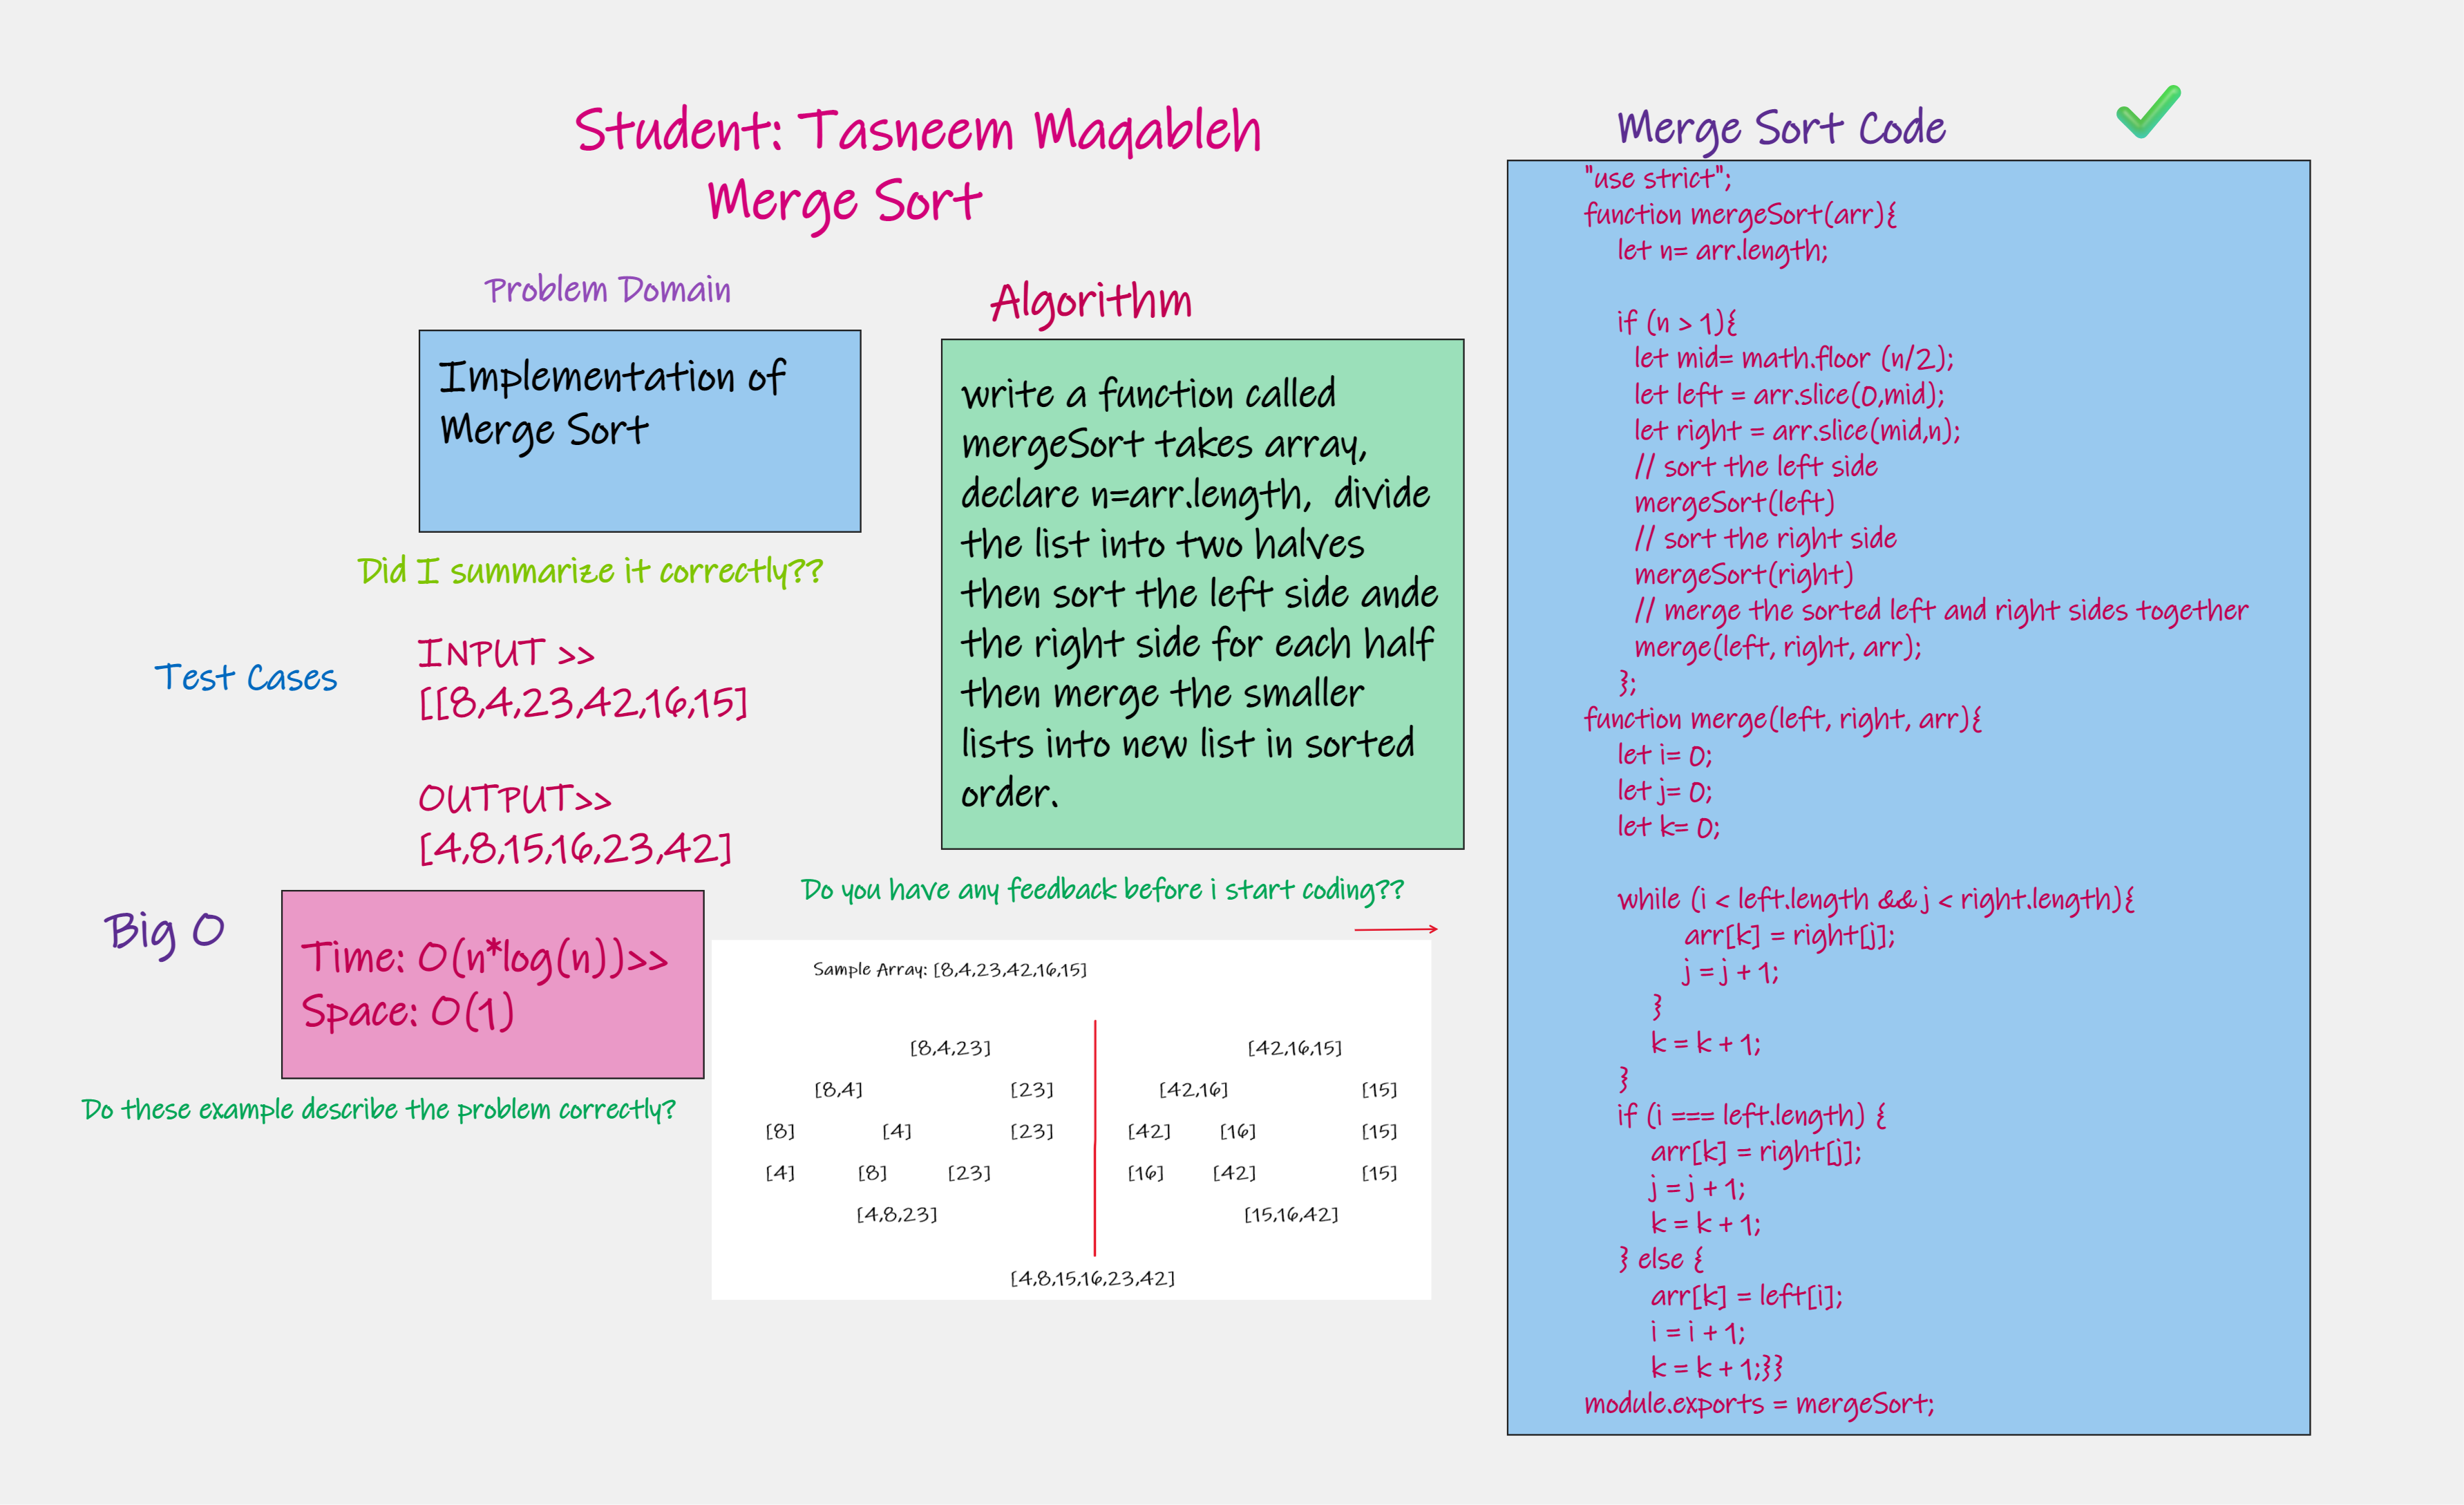 Student: Tasneem Maqableh
Merge Sort
Problem Domain
Implementation of
Merge Sort
Did I summarize it correctly??
Test Cases
INPUT >>
[[8,4,23,42,16,15]
OUTPUT>>
[4,8,15,16,23,42]
Big O
Time: O(n*log(n))>>
Space: O(1)
Do these example describe the problem correctly?
Algorithm
write a function called
mergeSort takes array,
declare n=arr.length,  divide
the list into two halves
then sort the left side ande
the right side for each half
then merge the smaller
lists into new list in sorted
order.
Do you have any feedback before i start coding??
Sample Array: [8,4,23,42,16,15]
[8,4,23] [42,16,15]
[8,4] [23] [42,16] [15]
[8] [4] [23] [42] [16] [15]
[4] [8] [23] [16] [42] [15]
[4,8,23] [15,16,42]
[4,8,15,16,23,42]
Merge Sort Code
"use strict";
function mergeSort(arr){
let n= arr.length;
if (n > 1){
let mid= math.floor (n/2);
let left = arr.slice(0,mid);
let right = arr.slice(mid,n);
// sort the left side
mergeSort(left)
// sort the right side
mergeSort(right)
// merge the sorted left and right sides together
merge(left, right, arr);
};
function merge(left, right, arr){
let i= 0;
let j= 0;
let k= 0;
while (i < left.length && j < right.length){
arr[k] = right[j];
j = j + 1;
}
k = k + 1;
}
if (i === left.length) {
arr[k] = right[j];
j = j + 1;
k = k + 1;
} else {
arr[k] = left[i];
i = i + 1;
k = k + 1;}}
module.exports = mergeSort;